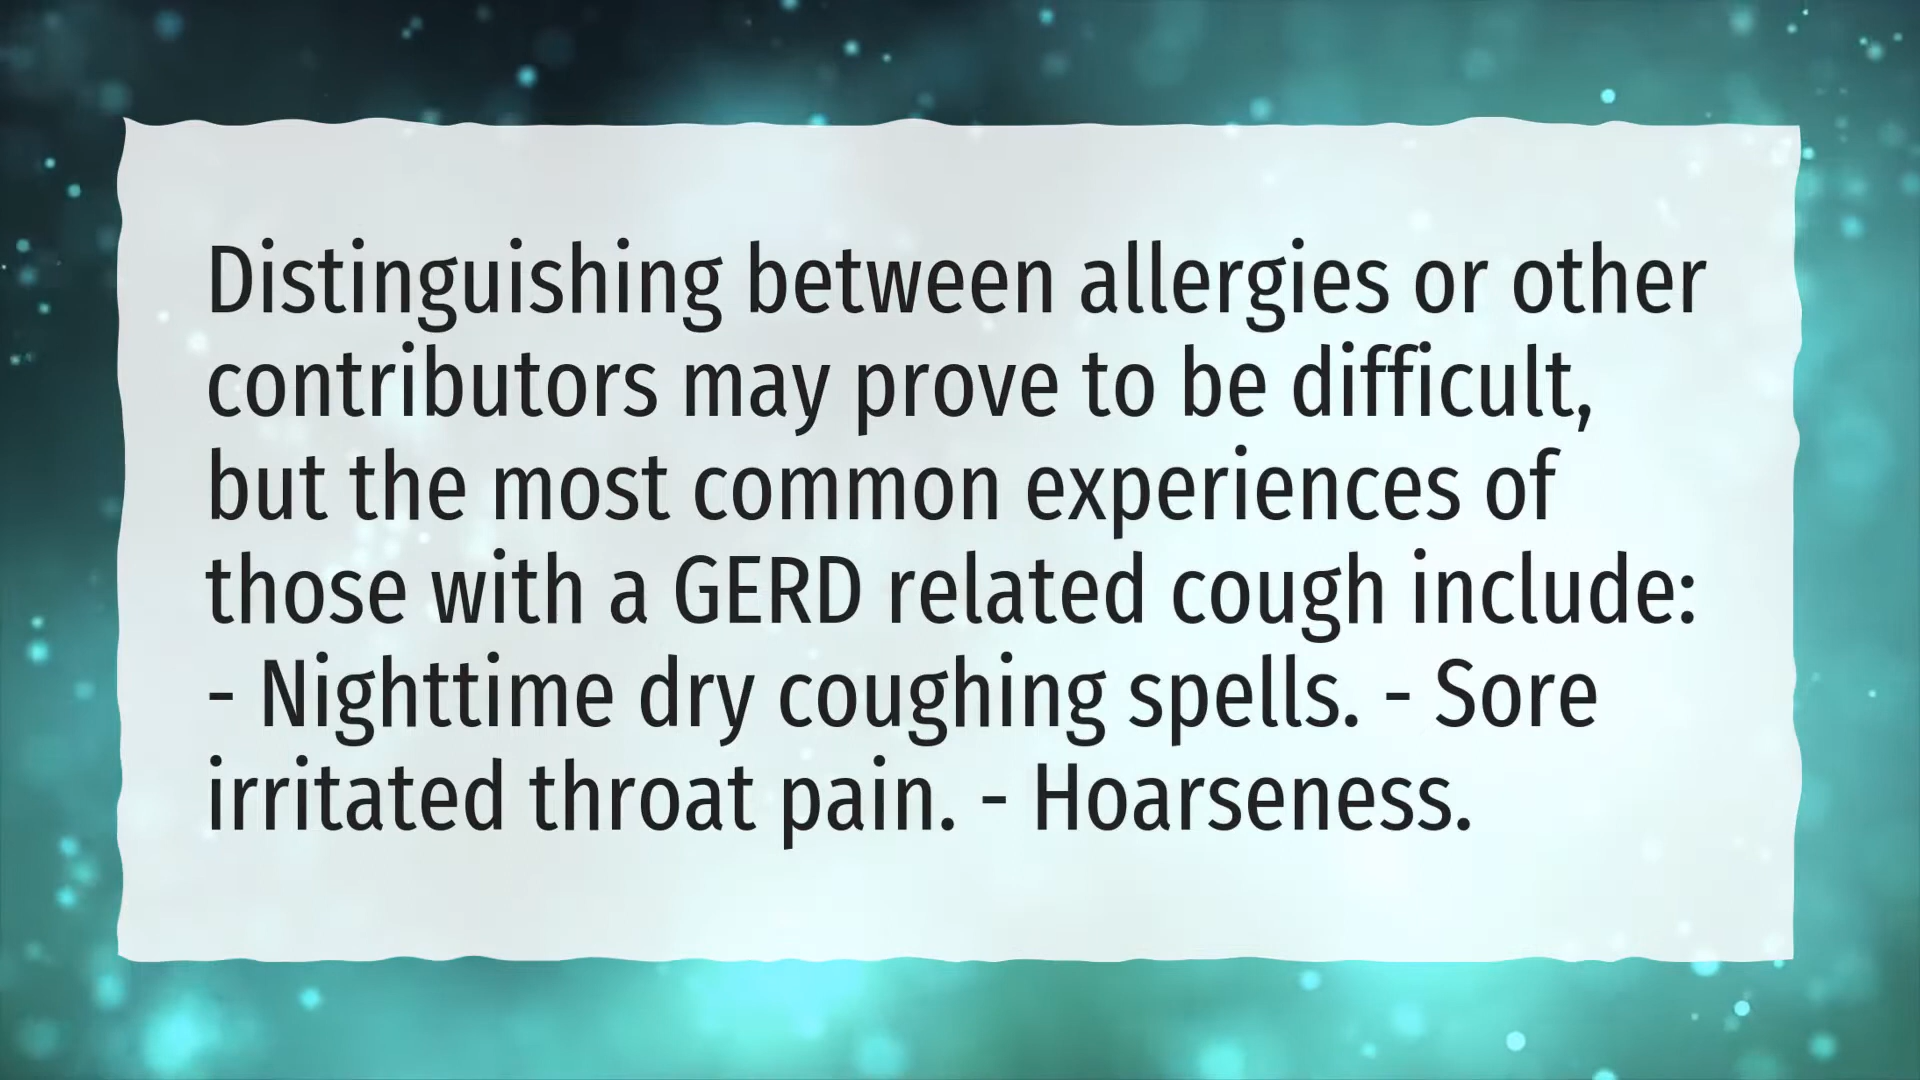 Distinguishing between allergies or other
contributors may prove to be difficult,
but the most common experiences of
those with a GERD related cough include:
- Nighttime dry coughing spells. - Sore
irritated throat pain. - Hoarseness.